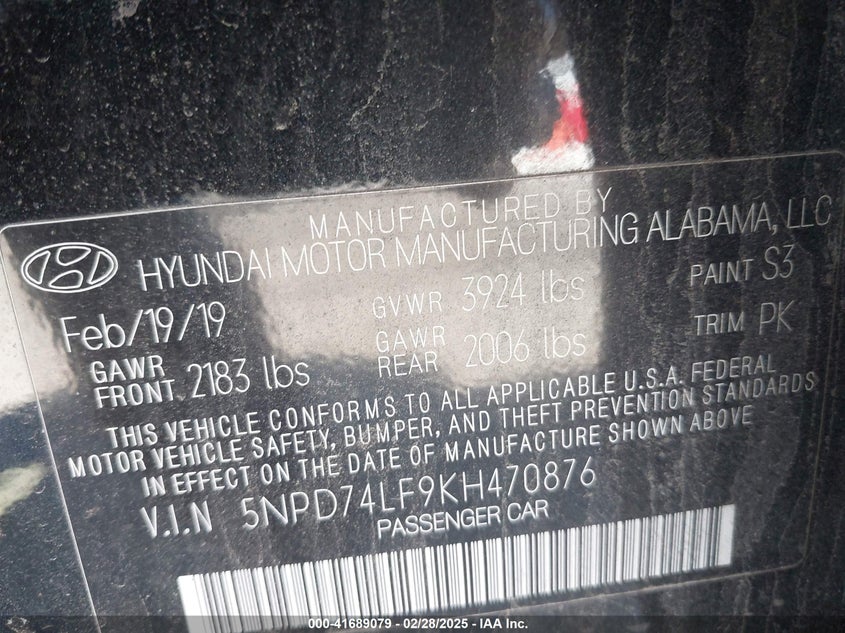 MANUFACTURED BY
HYUNDAI MOTOR MANUFACTURING ALABAMA, LLC
Feb/19/19 GVWR 3924 lbs PAINT S3
GAWR FRONT 2183 lbs GAWR REAR 2006 lbs TRIM PK
THIS VEHICLE CONFORMS TO ALL APPLICABLE U.S.A. FEDERAL
MOTOR VEHICLE SAFETY, BUMPER, AND THEFT PREVENTION STANDARDS
IN EFFECT ON THE DATE OF MANUFACTURE SHOWN ABOVE
V.I.N 5NPD74LF9KH470876
PASSENGER CAR
000-41689079 - 02/28/2025 - IAA Inc.